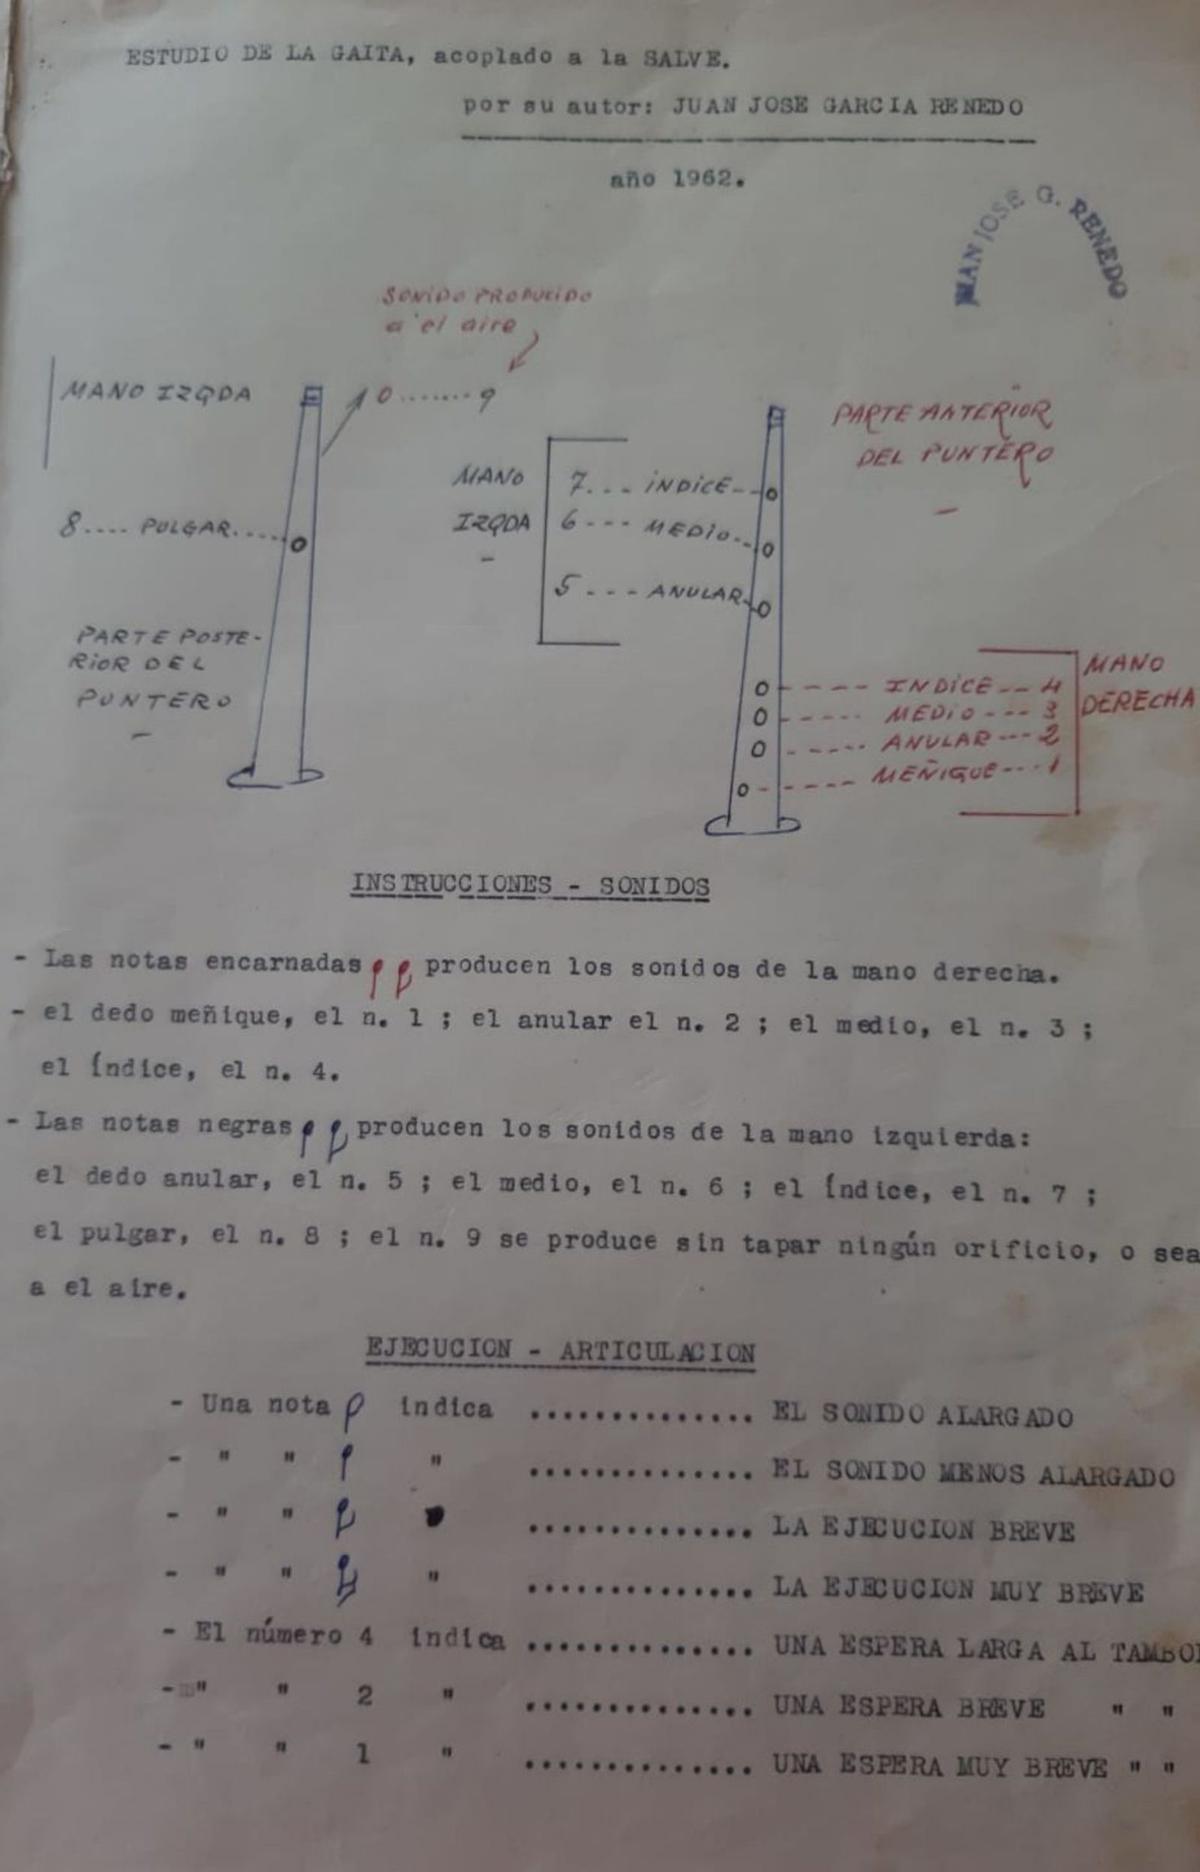 ESTUDIO DE LA GAITA, acoplado a la SALVE.
por su autor: JUAN JOSE GARCIA RENEDO
año 1962.
JUAN JOSE G. RENEDO
SONIDO PRODUCIDO
a el aire
MANO IZQDA
0.......9
8.... PULGAR.....
PARTE POSTE-
RIOR DEL
PUNTERO
-
PARTE ANTERIOR
DEL PUNTERO
-
MANO
IZQDA
-
7... INDICE--
6--- MEDIO...
5--- ANULAR-
---- INDICE--4
----- MEDIO---3
----- ANULAR---2
----- MEÑIQUE---1
MANO
DERECHA
INSTRUCCIONES - SONIDOS
- Las notas encarnadas producen los sonidos de la mano derecha.
- el dedo meñique, el n. 1 ; el anular el n. 2 ; el medio, el n. 3 ;
el índice, el n. 4.
- Las notas negras producen los sonidos de la mano izquierda:
el dedo anular, el n. 5 ; el medio, el n. 6 ; el índice, el n. 7 ;
el pulgar, el n. 8 ; el n. 9 se produce sin tapar ningún orificio, o sea
a el aire.
EJECUCION - ARTICULACION
- Una nota indica .............. EL SONIDO ALARGADO
- " " " .............. EL SONIDO MENOS ALARGADO
- " " .............. LA EJECUCION BREVE
- " " " .............. LA EJECUCION MUY BREVE
- El número 4 indica .............. UNA ESPERA LARGA AL TAMBOR
- " " 2 " .............. UNA ESPERA BREVE " "
- " " 1 " .............. UNA ESPERA MUY BREVE " "